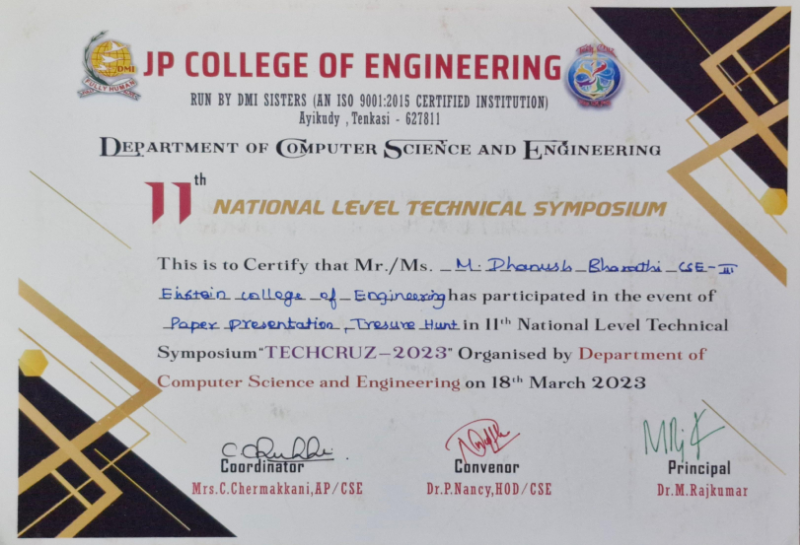 JP COLLEGE OF ENGINEERING
DMI
FULLY HUMAN
RUN BY DMI SISTERS (AN ISO 9001:2015 CERTIFIED INSTITUTION)
Ayikudy ,Tenkasi - 627811
DEPARTMENT OF COMPUTER SCIENCE AND ENGINEERING
11th NATIONAL LEVEL TECHNICAL SYMPOSIUM
This is to Certify that Mr./Ms. M. Dhanush Bharathi CSE-III
Einstein college of Engineering has participated in the event of
Paper presentation, Tresure Hunt in 11th National Level Technical
Symposium"TECHCRUZ-2023" Organised by Department of
Computer Science and Engineering on 18th March 2023
Coordinator Convenor Principal
Mrs.C.Chermakkani,AP/CSE Dr.P.Nancy,HOD/CSE Dr.M.Rajkumar